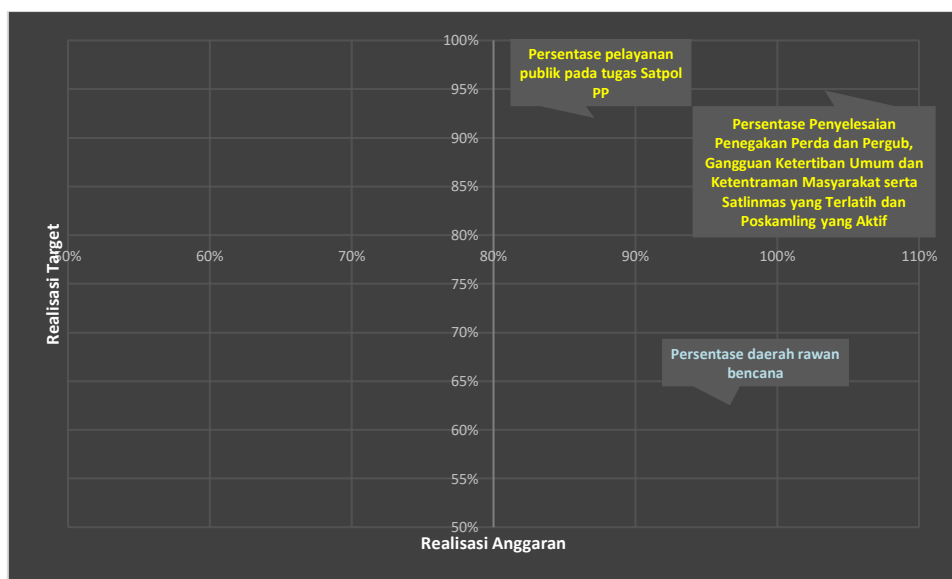 100%
95%
90%
85%
80%
75%
70%
65%
60%
55%
50%
60%
70%
80%
90%
100%
110%
Realisasi Target
Realisasi Anggaran
Persentase pelayanan
publik pada tugas Satpol
PP
Persentase Penyelesaian
Penegakan Perda dan Pergub,
Gangguan Ketertiban Umum dan
Ketentraman Masyarakat serta
Satlinmas yang Terlatih dan
Poskamling yang Aktif
Persentase daerah rawan
bencana